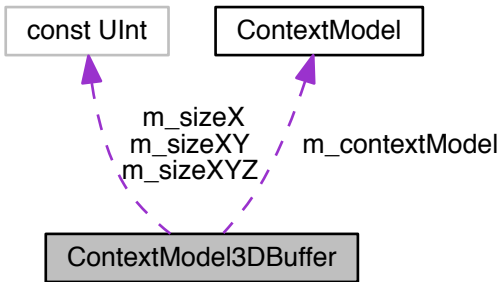 const UInt
ContextModel
m_sizeX
m_sizeXY
m_sizeXYZ
m_contextModel
ContextModel3DBuffer